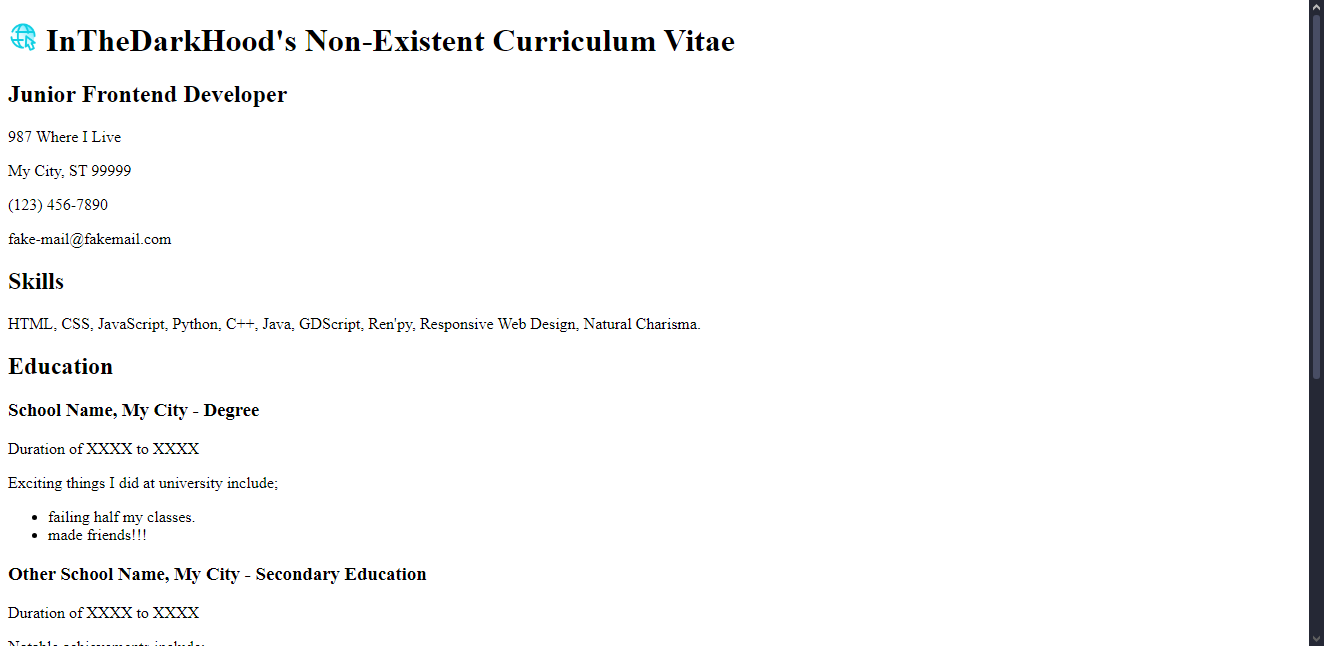 InTheDarkHood's Non-Existent Curriculum Vitae
Junior Frontend Developer
987 Where I Live
My City, ST 99999
(123) 456-7890
fake-mail@fakemail.com
Skills
HTML, CSS, JavaScript, Python, C++, Java, GDScript, Ren'py, Responsive Web Design, Natural Charisma.
Education
School Name, My City - Degree
Duration of XXXX to XXXX
Exciting things I did at university include;
• failing half my classes.
• made friends!!!
Other School Name, My City - Secondary Education
Duration of XXXX to XXXX
Notable achievements include;